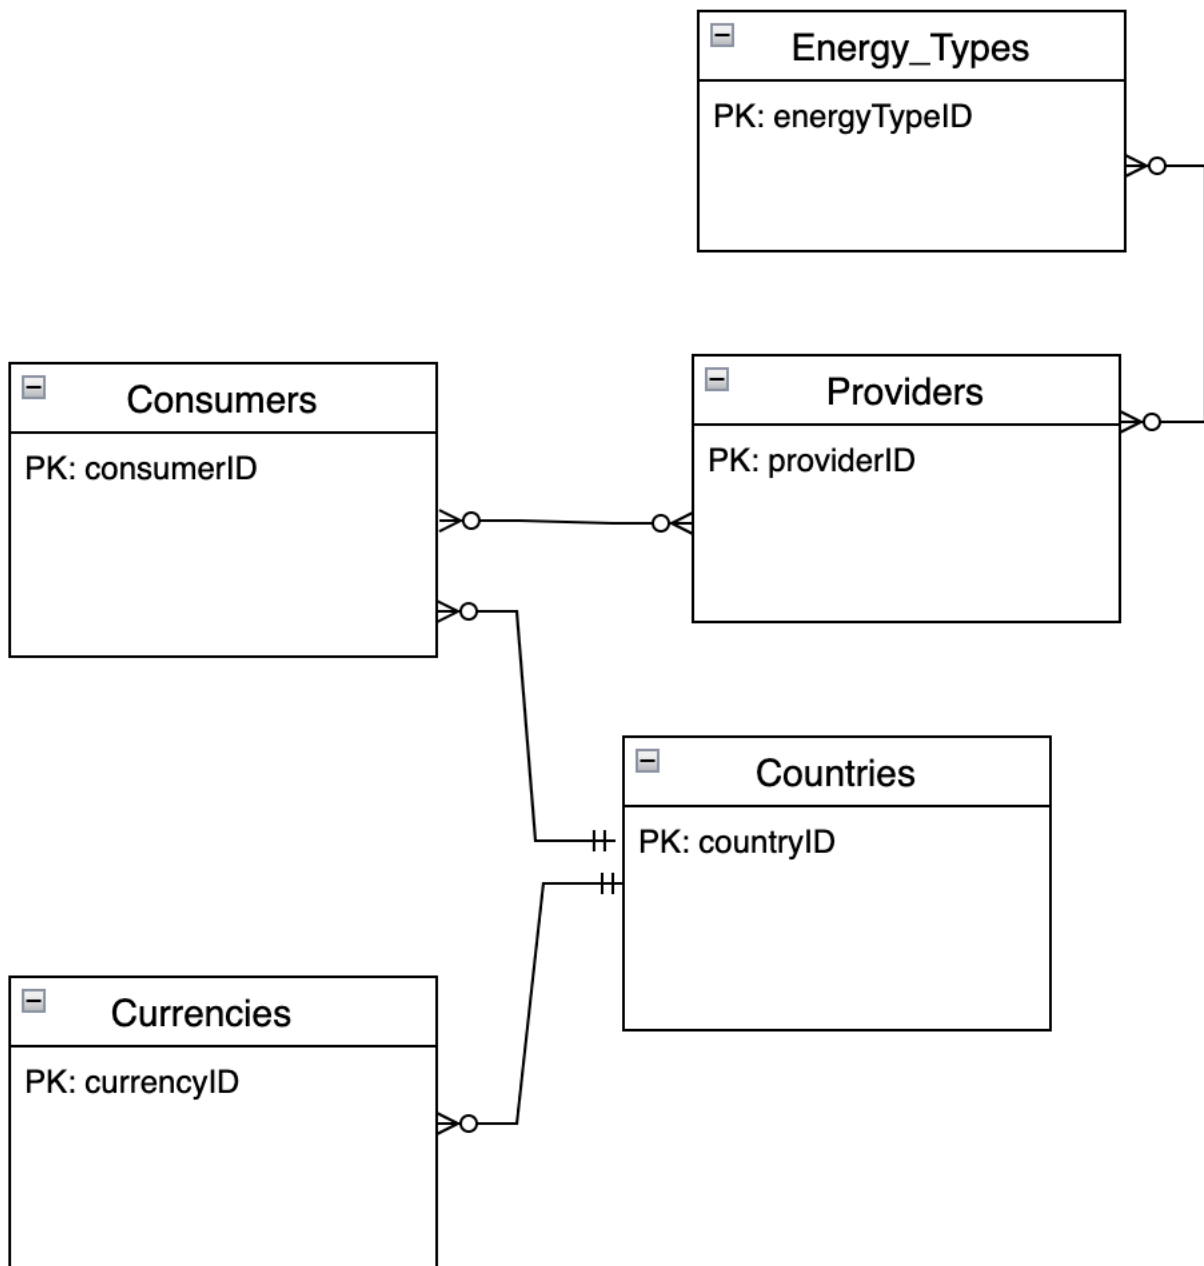 Energy_Types
PK: energyTypeID
Consumers
PK: consumerID
Providers
PK: providerID
Countries
PK: countryID
Currencies
PK: currencyID